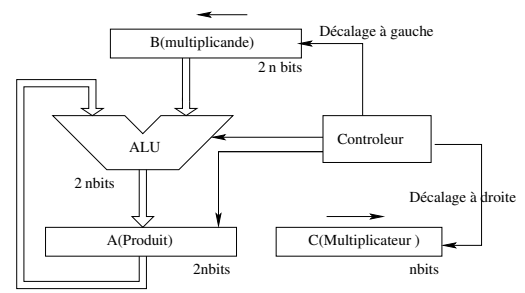 Décalage à gauche
B(multiplicande)
2 n bits
ALU
Controleur
2 nbits
Décalage à droite
A(Produit)
C(Multiplicateur )
2nbits
nbits